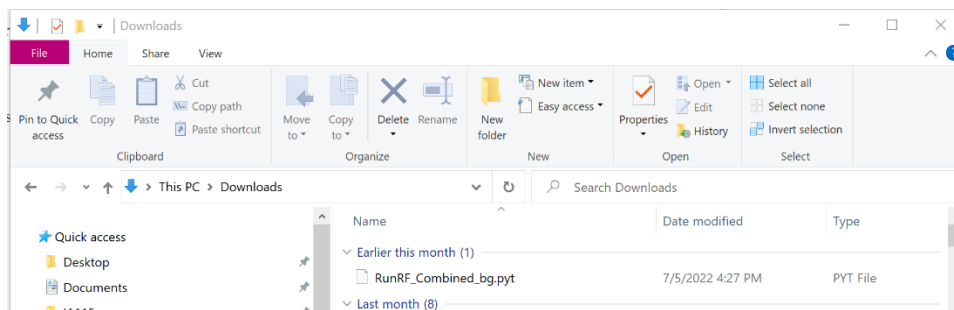 Downloads
File Home Share View
Pin to Quick access
Copy
Paste
Cut
Copy path
Paste shortcut
Clipboard
Move to
Copy to
Delete
Rename
Organize
New folder
New item
Easy access
New
Properties
Open
Edit
History
Open
Select all
Select none
Invert selection
Select
This PC > Downloads
Search Downloads
Quick access
Desktop
Documents
Name Date modified Type
Earlier this month (1)
RunRF_Combined_bg.pyt 7/5/2022 4:27 PM PYT File
Last month (8)